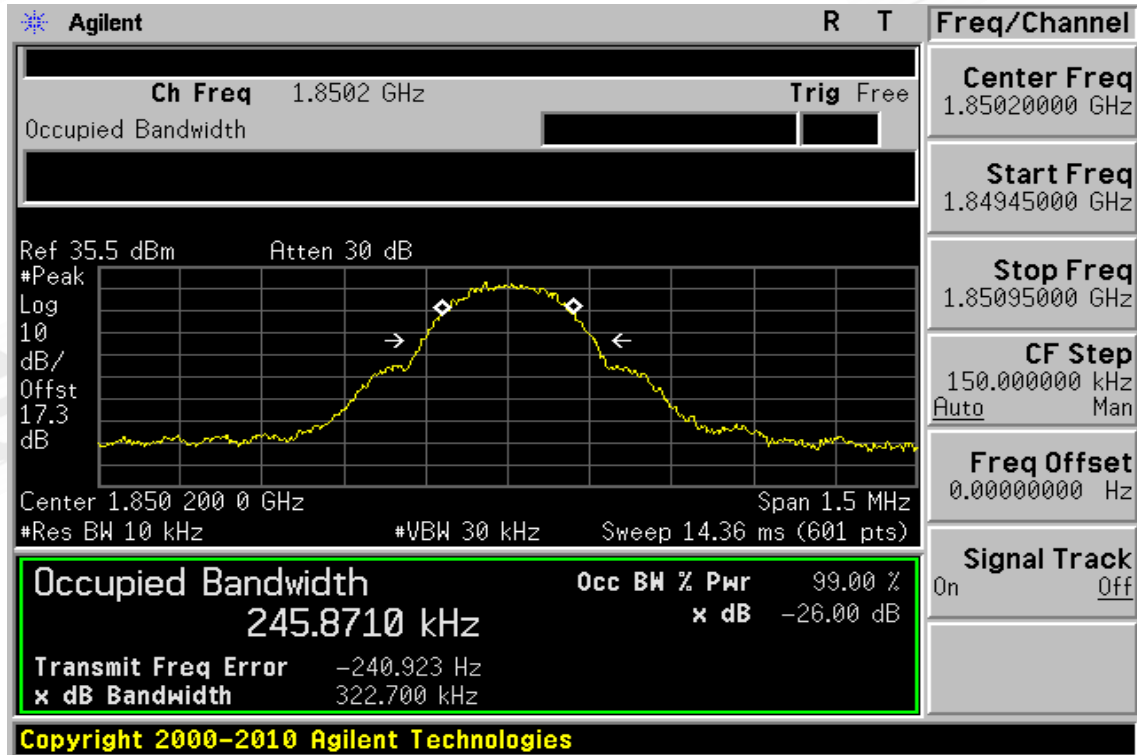 Agilent R T Freq/Channel
Ch Freq 1.8502 GHz Trig Free
Occupied Bandwidth
Center Freq
1.85020000 GHz
Start Freq
1.84945000 GHz
Stop Freq
1.85095000 GHz
CF Step
150.000000 kHz
Auto Man
Freq Offset
0.00000000 Hz
Signal Track
On Off
Ref 35.5 dBm Atten 30 dB
#Peak
Log
10
dB/
Offst
17.3
dB
Center 1.850 200 0 GHz Span 1.5 MHz
#Res BW 10 kHz #VBW 30 kHz Sweep 14.36 ms (601 pts)
Occupied Bandwidth Occ BW % Pwr 99.00 %
245.8710 kHz x dB -26.00 dB
Transmit Freq Error -240.923 Hz
x dB Bandwidth 322.700 kHz
Copyright 2000-2010 Agilent Technologies